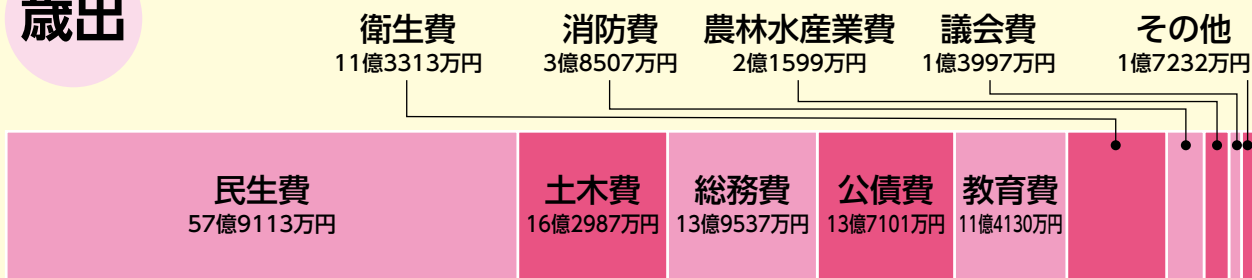 歳出
衛生費
11億3313万円
消防費
3億8507万円
農林水産業費
2億1599万円
議会費
1億3997万円
その他
1億7232万円
民生費
57億9113万円
土木費
16億2987万円
総務費
13億9537万円
公債費
13億7101万円
教育費
11億4130万円